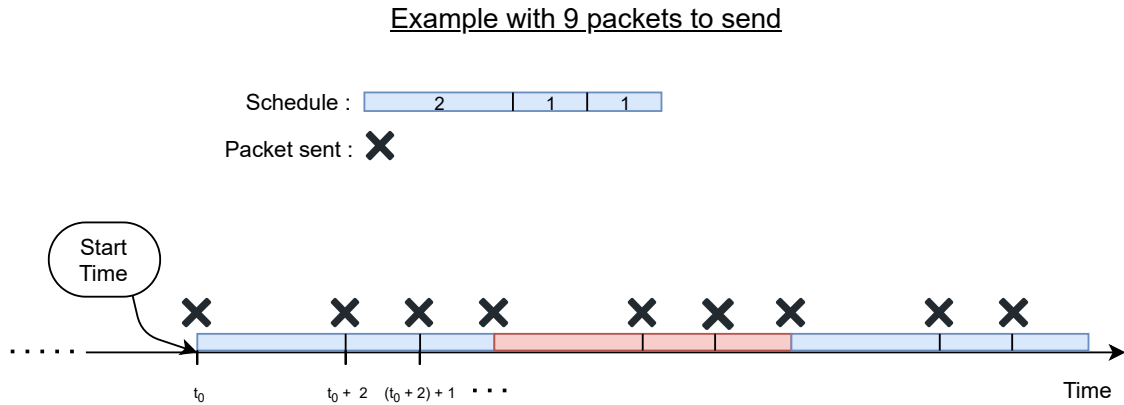 Example with 9 packets to send
Schedule : 2 1 1
Packet sent :
Start
Time
t0 t0 + 2 (t0 + 2) + 1 . . .
Time